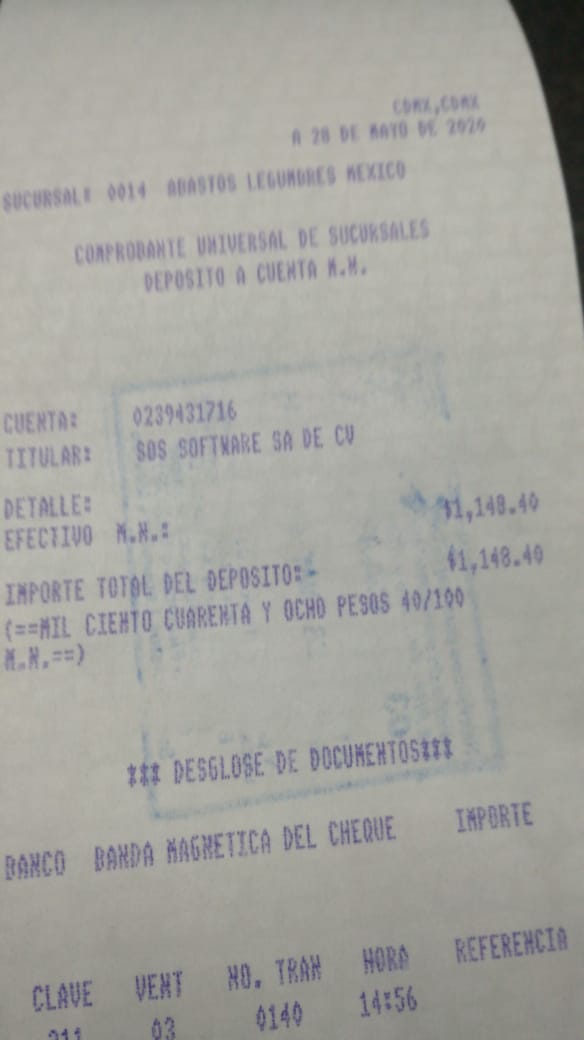 CDMX,CDMX
A 28 DE MAYO DE 2020
SUCURSAL# 0014 ABASTOS LEGUMBRES MEXICO
COMPROBANTE UNIVERSAL DE SUCURSALES
DEPOSITO A CUENTA M.N.
CUENTA: 0239431716
TITULAR: SOS SOFTWARE SA DE CV
DETALLE:
EFECTIVO M.N.: $1,148.40
IMPORTE TOTAL DEL DEPOSITO:- $1,148.40
(==MIL CIENTO CUARENTA Y OCHO PESOS 40/100
M.N.==)
*** DESGLOSE DE DOCUMENTOS***
BANCO BANDA MAGNETICA DEL CHEQUE IMPORTE
CLAVE VENT NO. TRAN HORA REFERENCIA
03 0140 14:56